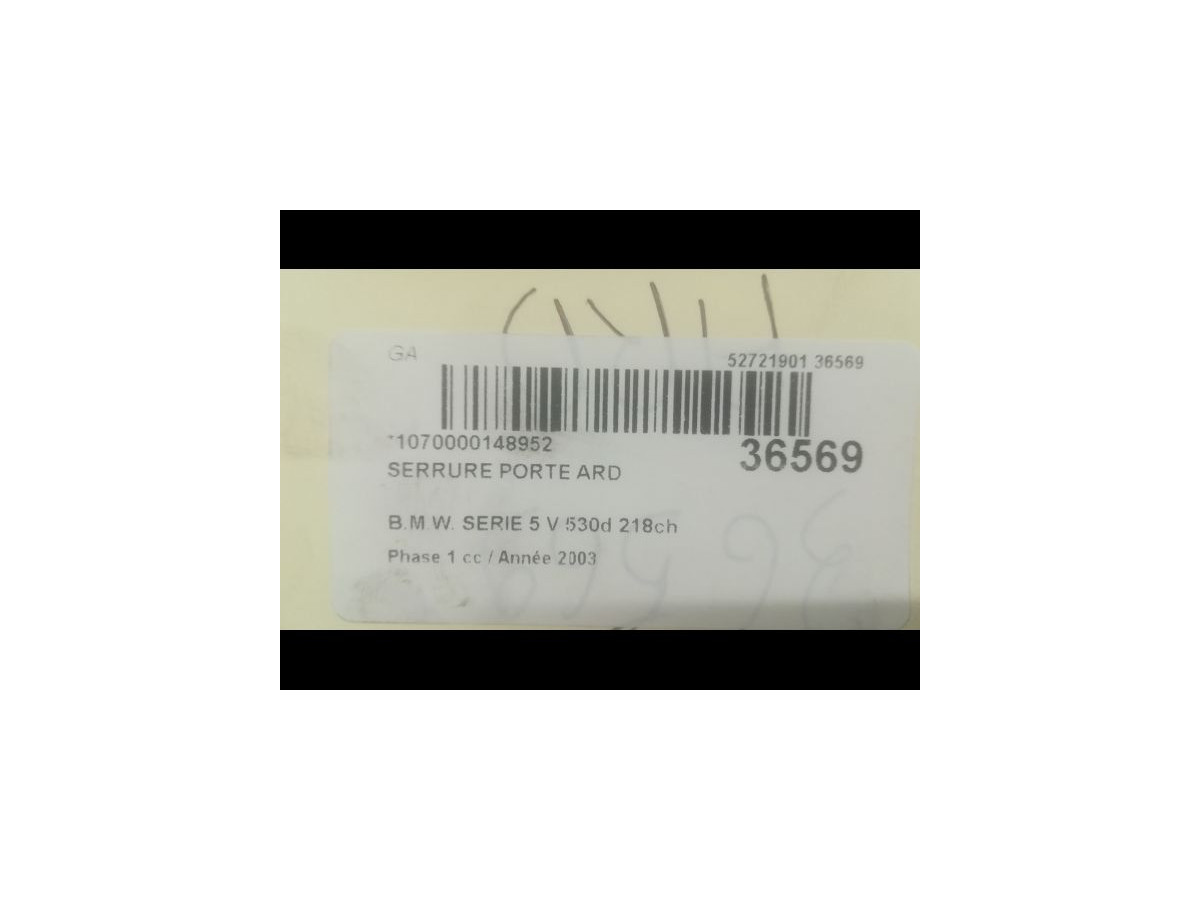 GA
52721901 36569
*1070000148952
36569
SERRURE PORTE ARD
B.M.W. SERIE 5 V 530d 218ch
Phase 1 cc / Année 2003